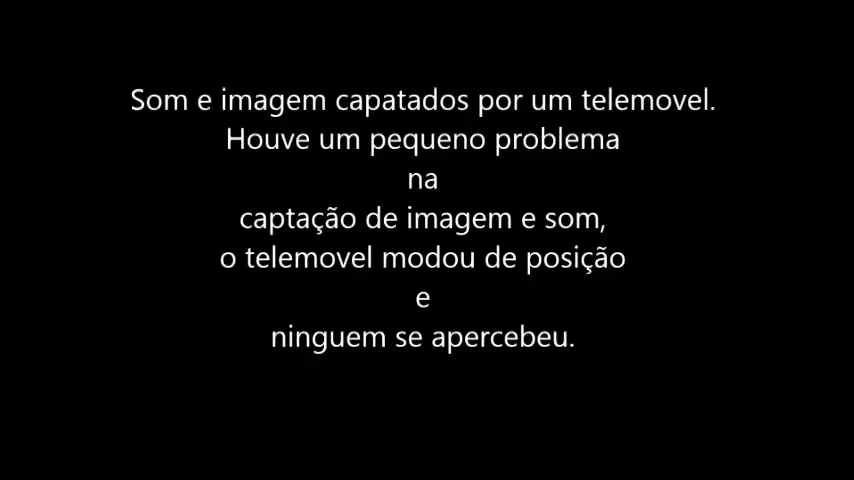 Som e imagem capatados por um telemovel.
Houve um pequeno problema
na
captação de imagem e som,
o telemovel modou de posição
e
ninguem se apercebeu.